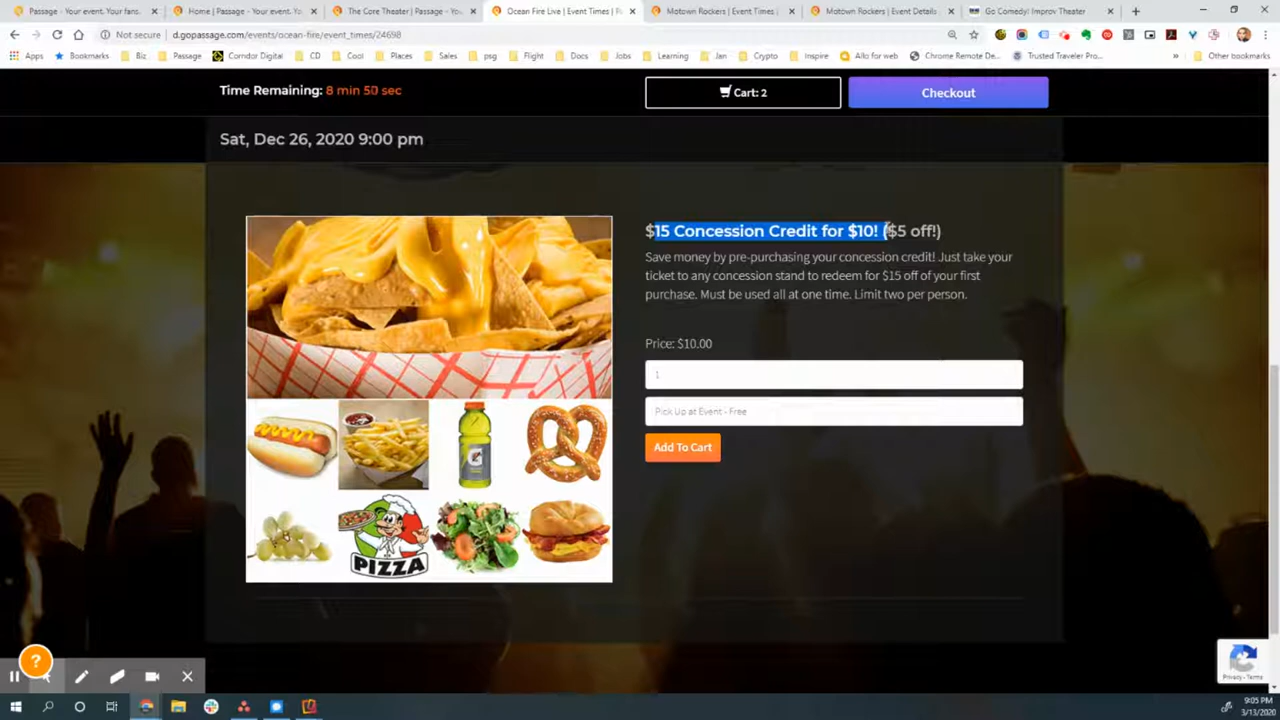 Passage - Your event. Your fans.
Home | Passage - Your event. Yo
The Core Theater | Passage - Yo
Ocean Fire Live | Event Times | P
Motown Rockers | Event Times |
Motown Rockers | Event Details
Go Comedy! Improv Theater
Not secure | d.gopassage.com/events/ocean-fire/event_times/24698
Apps Bookmarks Biz Passage Corridor Digital CD Cool Places Sales psg Flight Docs Jobs Learning Jan Crypto Inspire Allo for web Chrome Remote De... Trusted Traveler Pro... » Other bookmarks
Time Remaining: 8 min 50 sec
Cart: 2
Checkout
Sat, Dec 26, 2020 9:00 pm
$15 Concession Credit for $10! ($5 off!)
Save money by pre-purchasing your concession credit! Just take your
ticket to any concession stand to redeem for $15 off of your first
purchase. Must be used all at one time. Limit two per person.
Price: $10.00
1
Pick Up at Event - Free
Add To Cart
PIZZA
?
Privacy - Terms
9:05 PM
3/13/2020